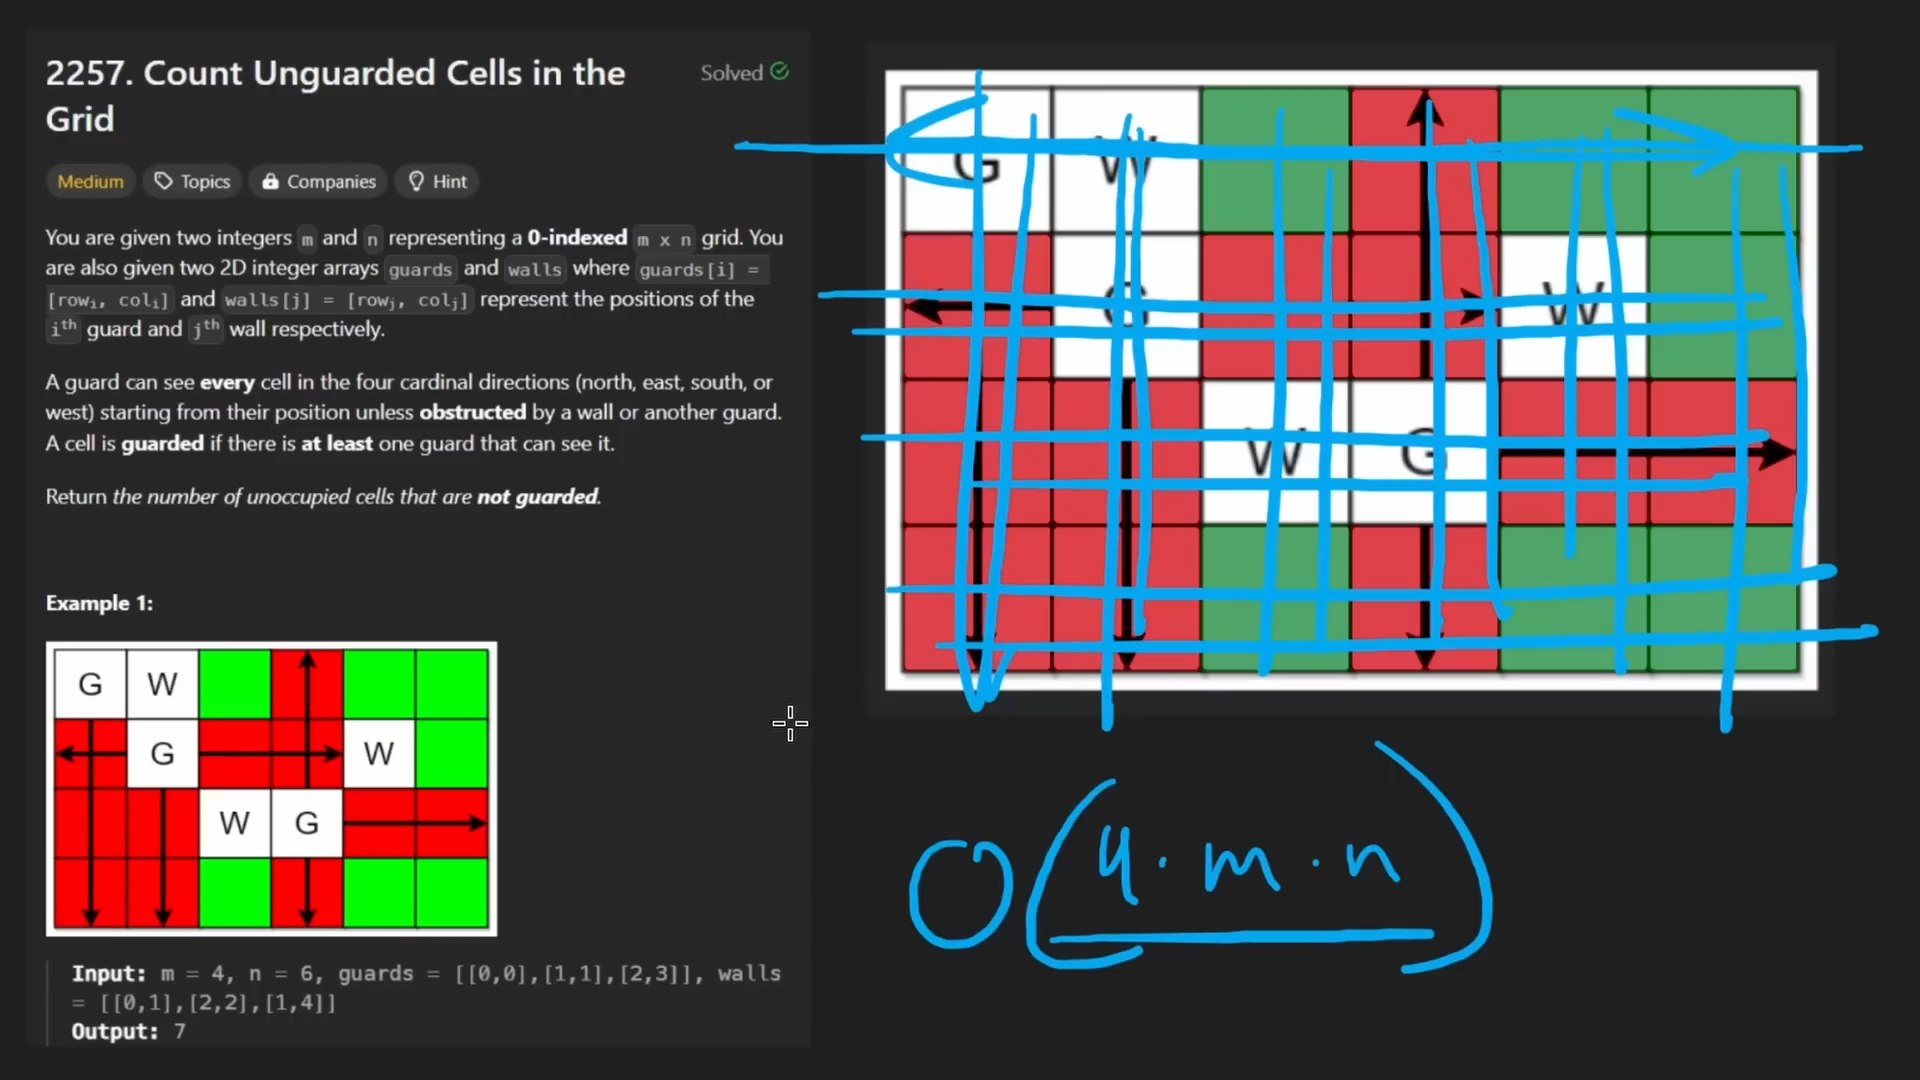 2257. Count Unguarded Cells in the
Grid
Solved
Medium Topics Companies Hint
You are given two integers m and n representing a 0-indexed m x n grid. You
are also given two 2D integer arrays guards and walls where guards[i] =
[rowᵢ, colᵢ] and walls[j] = [rowⱼ, colⱼ] represent the positions of the
iᵗʰ guard and jᵗʰ wall respectively.
A guard can see every cell in the four cardinal directions (north, east, south, or
west) starting from their position unless obstructed by a wall or another guard.
A cell is guarded if there is at least one guard that can see it.
Return the number of unoccupied cells that are not guarded.
Example 1:
G W
G W
W G
Input: m = 4, n = 6, guards = [[0,0],[1,1],[2,3]], walls
= [[0,1],[2,2],[1,4]]
Output: 7
G W
G W
W G
O(4·m·n)